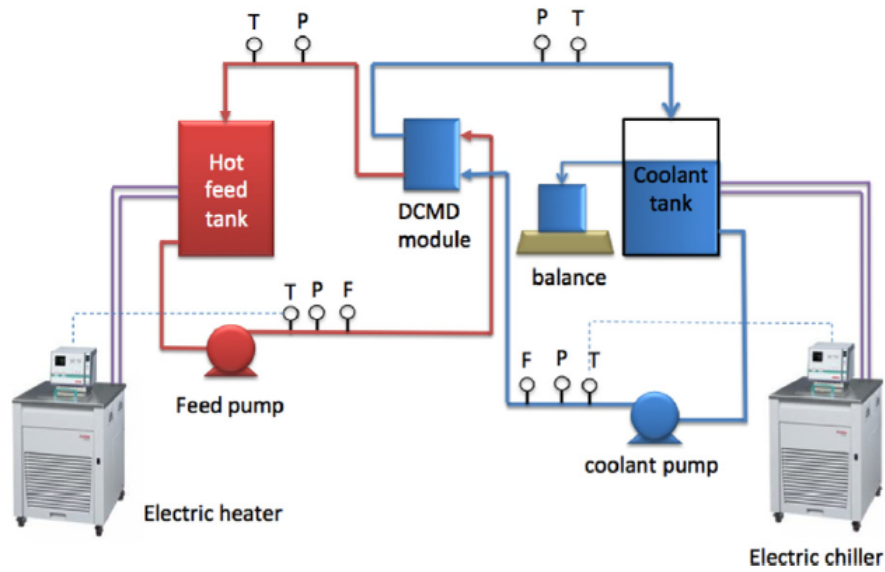 T P
P T
Hot
feed
tank
DCMD
module
Coolant
tank
balance
T P F
F P T
Feed pump
coolant pump
Electric heater
Electric chiller